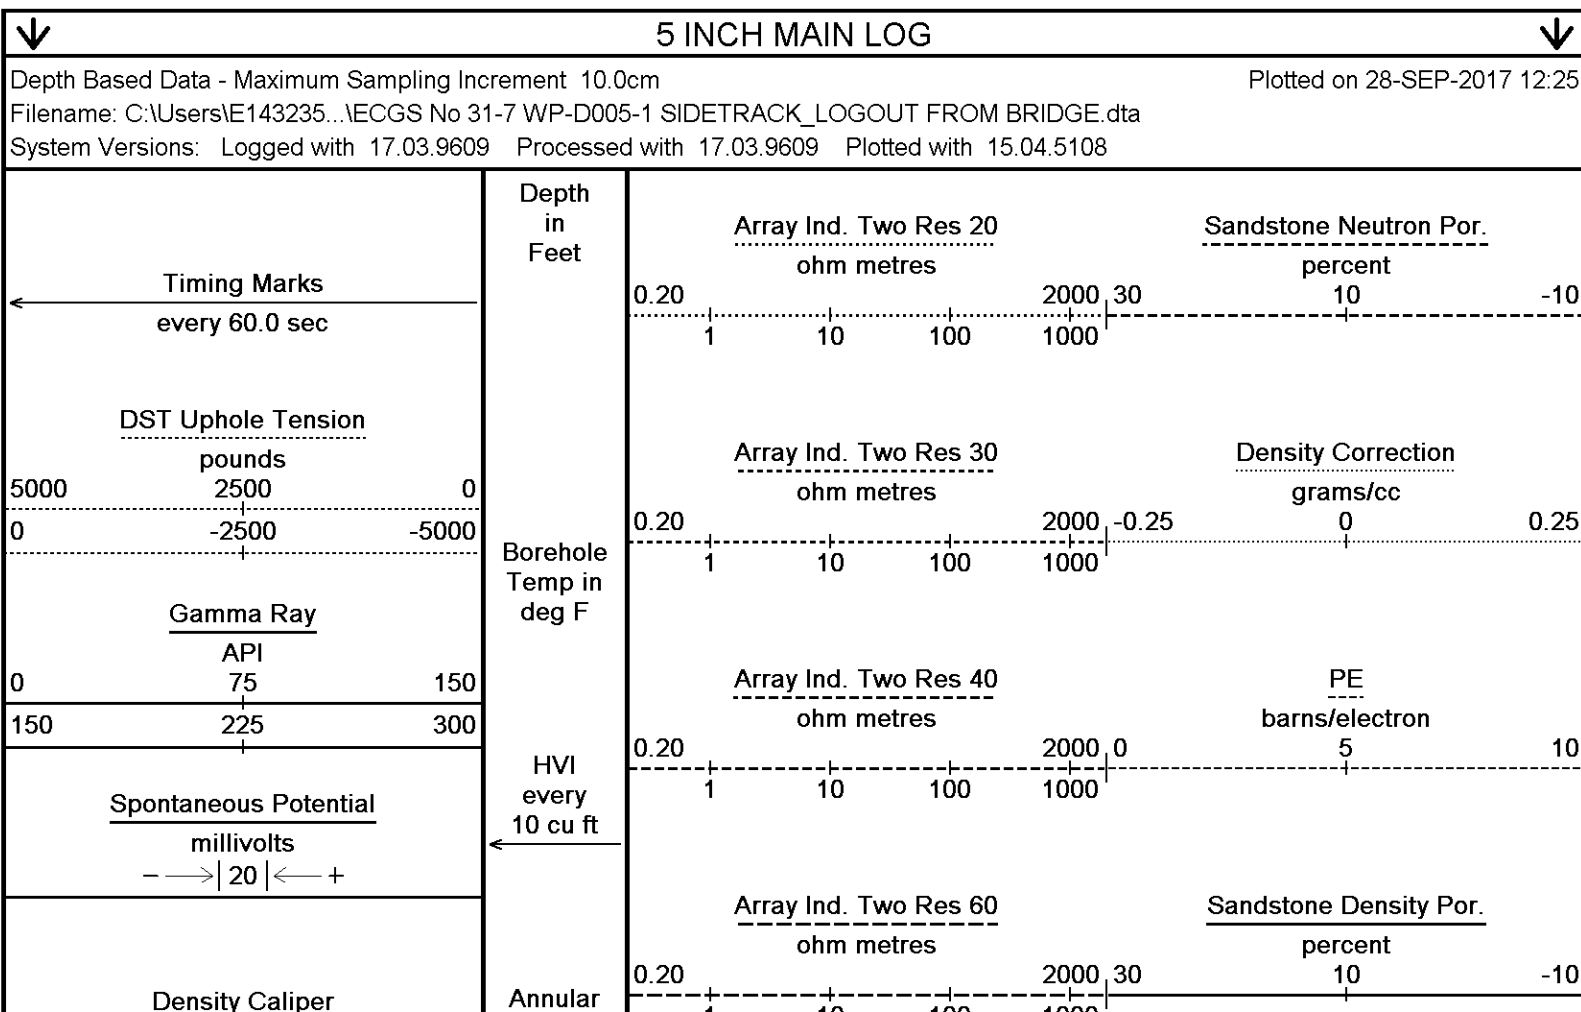 5 INCH MAIN LOG
Depth Based Data - Maximum Sampling Increment 10.0cm Plotted on 28-SEP-2017 12:25
Filename: C:\Users\E143235...\ECGS No 31-7 WP-D005-1 SIDETRACK_LOGOUT FROM BRIDGE.dta
System Versions: Logged with 17.03.9609 Processed with 17.03.9609 Plotted with 15.04.5108
Timing Marks
every 60.0 sec
DST Uphole Tension
pounds
5000 2500 0
0 -2500 -5000
Gamma Ray
API
0 75 150
150 225 300
Spontaneous Potential
millivolts
− 20 +
Density Caliper
Depth
in
Feet
Borehole
Temp in
deg F
HVI
every
10 cu ft
Annular
Array Ind. Two Res 20
ohm metres
0.20 2000
1 10 100 1000
Array Ind. Two Res 30
ohm metres
0.20 2000
1 10 100 1000
Array Ind. Two Res 40
ohm metres
0.20 2000
1 10 100 1000
Array Ind. Two Res 60
ohm metres
0.20 2000
1 10 100 1000
Sandstone Neutron Por.
percent
30 10 -10
Density Correction
grams/cc
-0.25 0 0.25
PE
barns/electron
0 5 10
Sandstone Density Por.
percent
30 10 -10